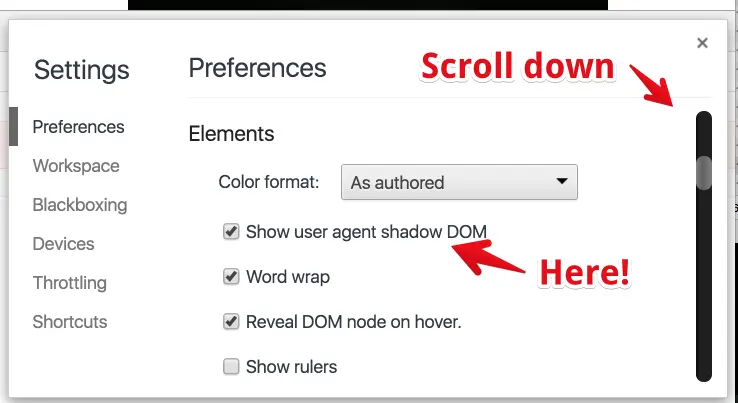 Settings
Preferences
Scroll down
×
Preferences
Workspace
Blackboxing
Devices
Throttling
Shortcuts
Elements
Color format: As authored
Show user agent shadow DOM
Here!
Word wrap
Reveal DOM node on hover.
Show rulers